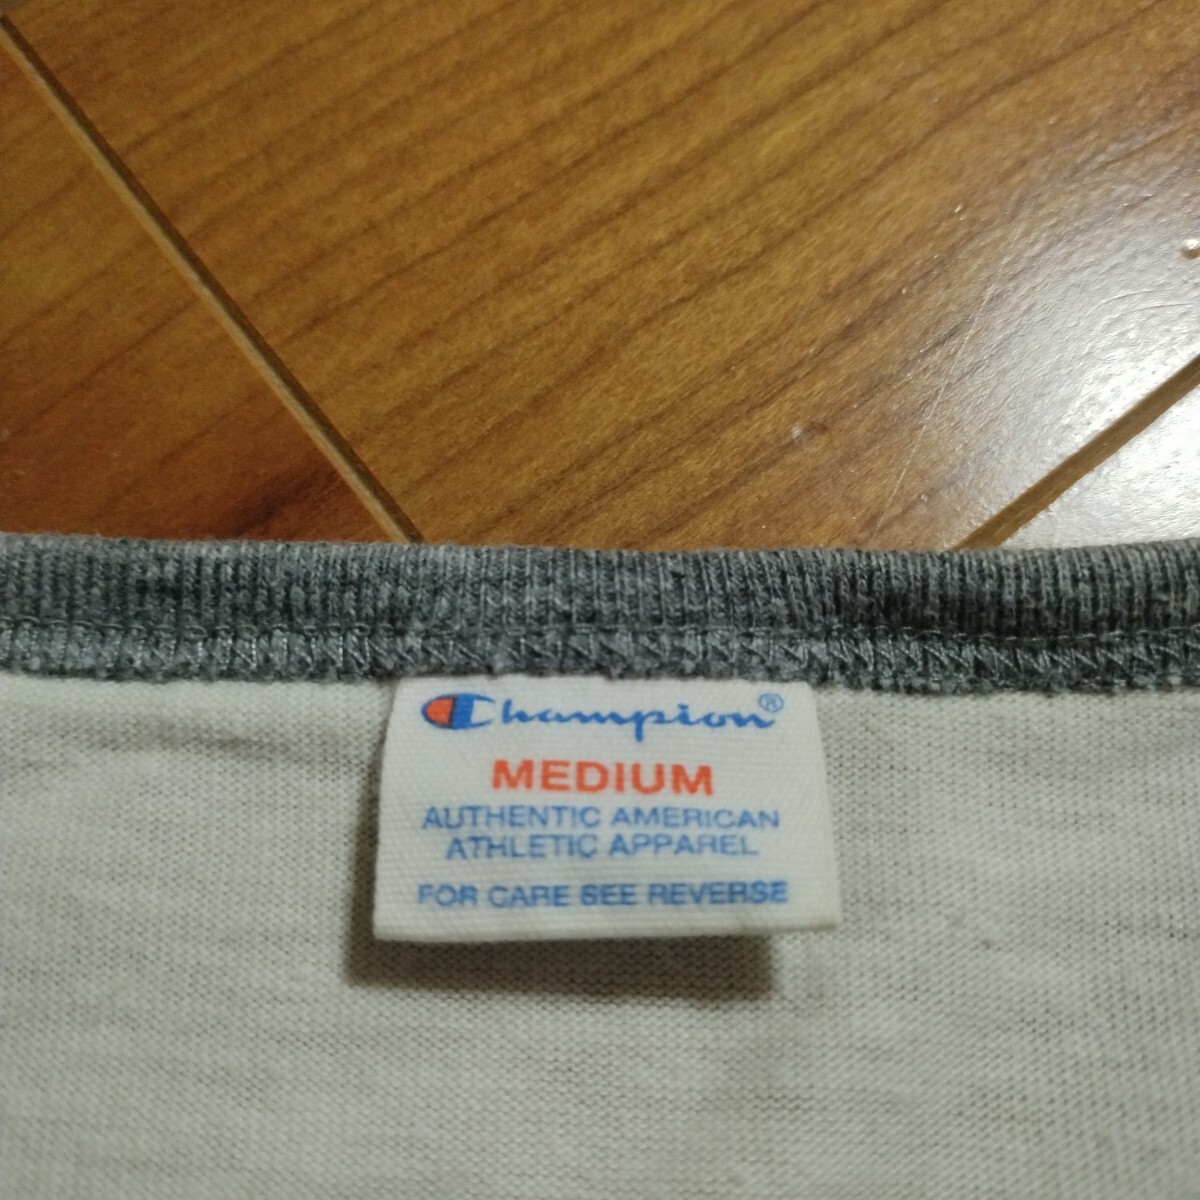 Champion®
MEDIUM
AUTHENTIC AMERICAN
ATHLETIC APPAREL
FOR CARE SEE REVERSE